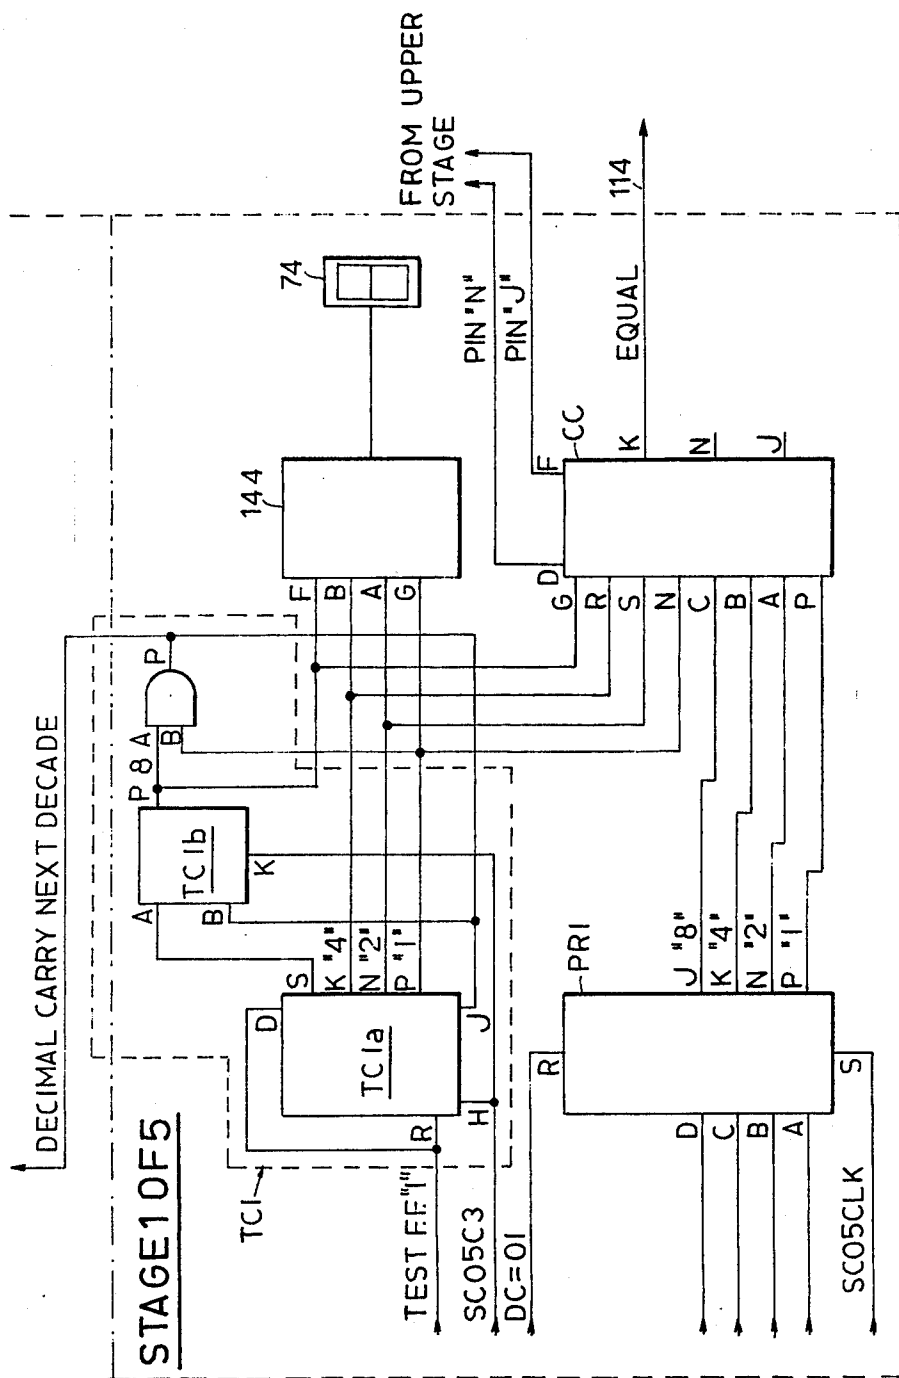 DECIMAL CARRY NEXT DECADE
STAGE 1 OF 5
TC1
P 8 A
B
P
A
B
TC1b
K
144
74
FROM UPPER
STAGE
D
S
K "4"
N "2"
P "1"
TC1a
R
H
J
F
B
A
G
TEST F.F."1"
SC05C3
DC=01
PIN "N"
PIN "J"
D
F
CC
G
R
S
N
C
B
A
P
K
N
J
EQUAL
114
PR1
R
J "8"
K "4"
N "2"
P "1"
D
C
B
A
S
SC05CLK